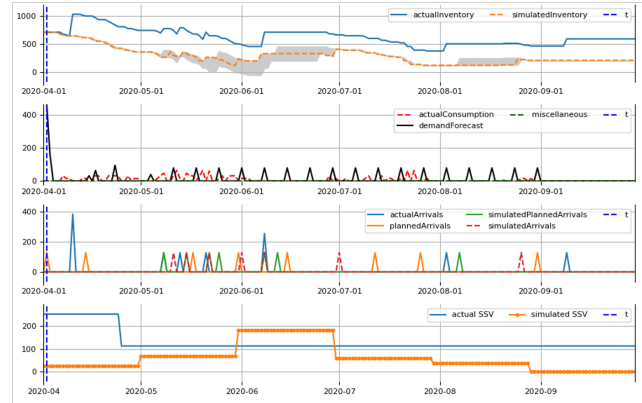 actualInventory simulatedInventory t
1000
500
0
2020-04-01 2020-05-01 2020-06-01 2020-07-01 2020-08-01 2020-09-01
actualConsumption miscellaneous t
demandForecast
400
200
0
2020-04-01 2020-05-01 2020-06-01 2020-07-01 2020-08-01 2020-09-01
actualArrivals simulatedPlannedArrivals t
plannedArrivals simulatedArrivals
400
200
0
2020-04-01 2020-05-01 2020-06-01 2020-07-01 2020-08-01 2020-09-01
actual SSV simulated SSV t
200
100
0
2020-04 2020-05 2020-06 2020-07 2020-08 2020-09